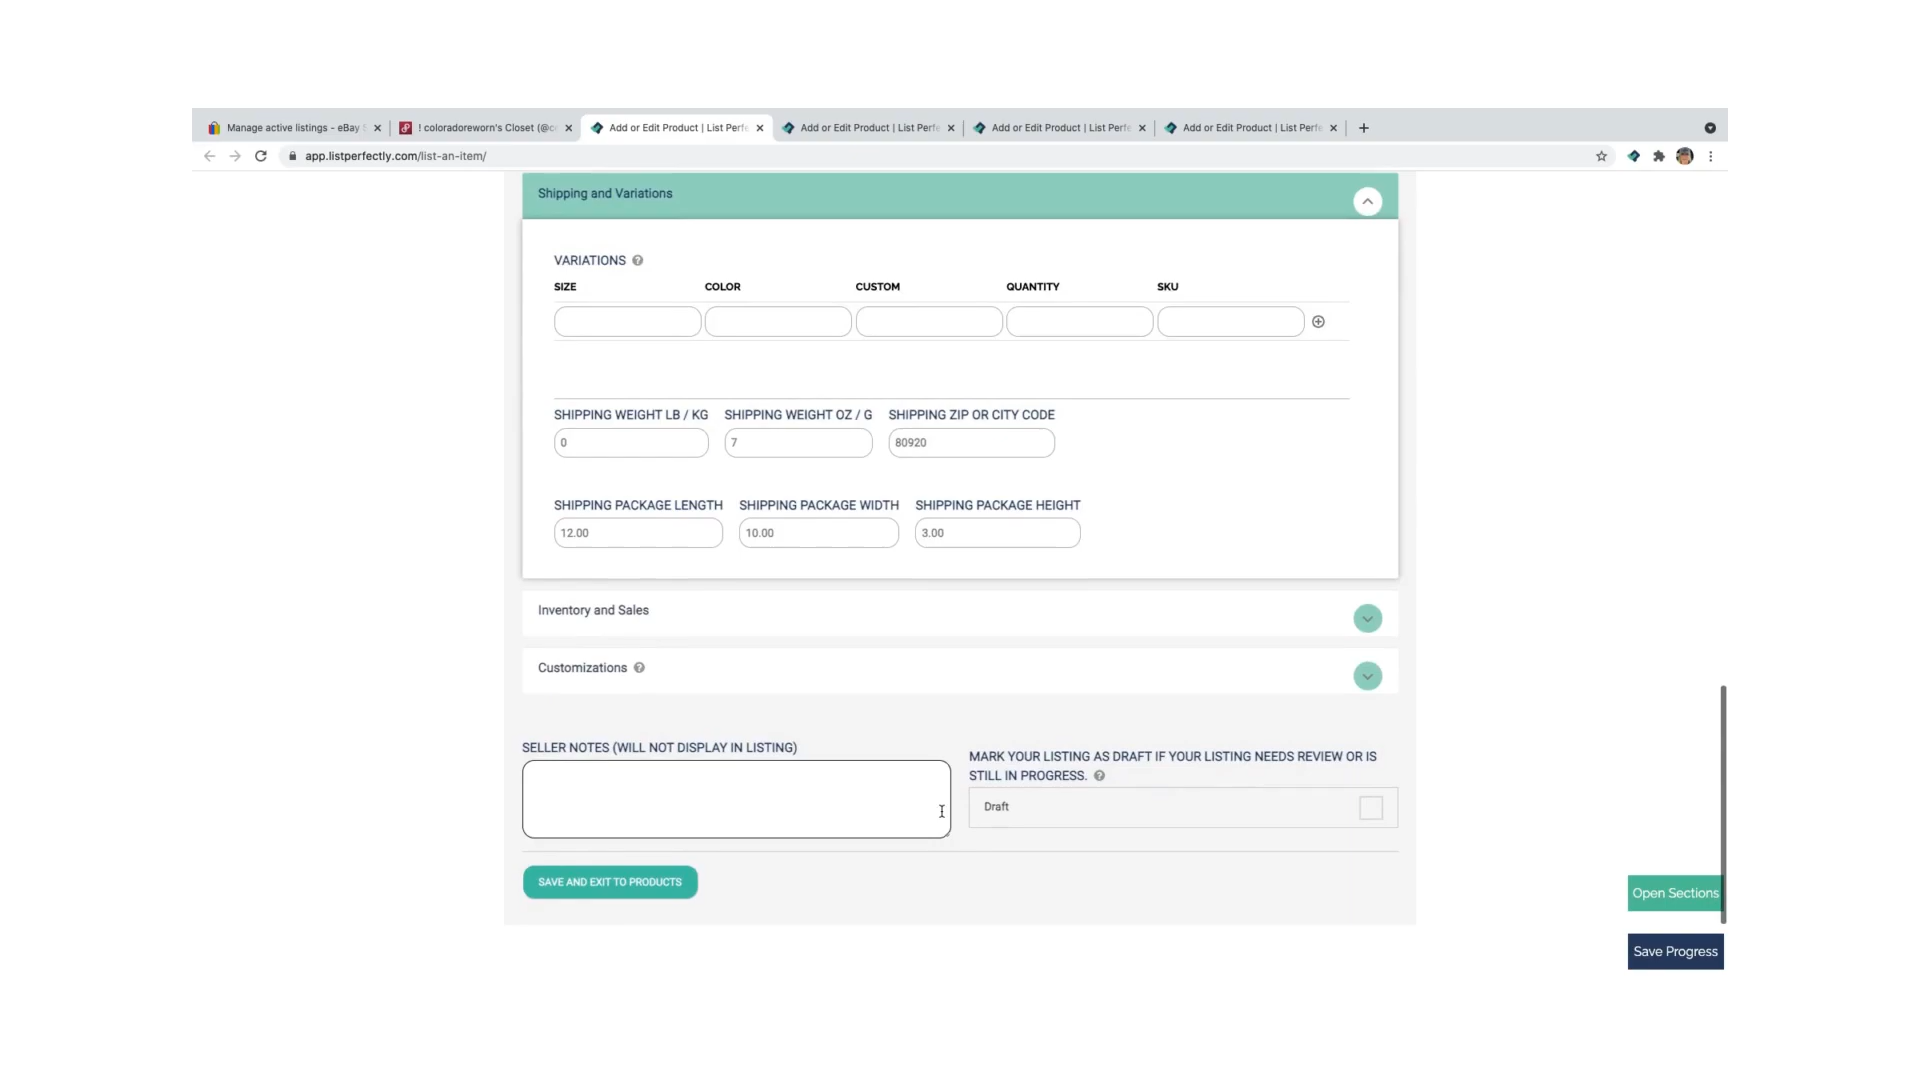 Manage active listings - eBay
! coloradoreworn's Closet (@c
Add or Edit Product | List Perfe
Add or Edit Product | List Perfe
Add or Edit Product | List Perfe
Add or Edit Product | List Perfe
app.listperfectly.com/list-an-item/
Shipping and Variations
VARIATIONS
SIZE COLOR CUSTOM QUANTITY SKU
SHIPPING WEIGHT LB / KG SHIPPING WEIGHT OZ / G SHIPPING ZIP OR CITY CODE
0 7 80920
SHIPPING PACKAGE LENGTH SHIPPING PACKAGE WIDTH SHIPPING PACKAGE HEIGHT
12.00 10.00 3.00
Inventory and Sales
Customizations
SELLER NOTES (WILL NOT DISPLAY IN LISTING)
MARK YOUR LISTING AS DRAFT IF YOUR LISTING NEEDS REVIEW OR IS
STILL IN PROGRESS.
Draft
SAVE AND EXIT TO PRODUCTS
Open Sections
Save Progress